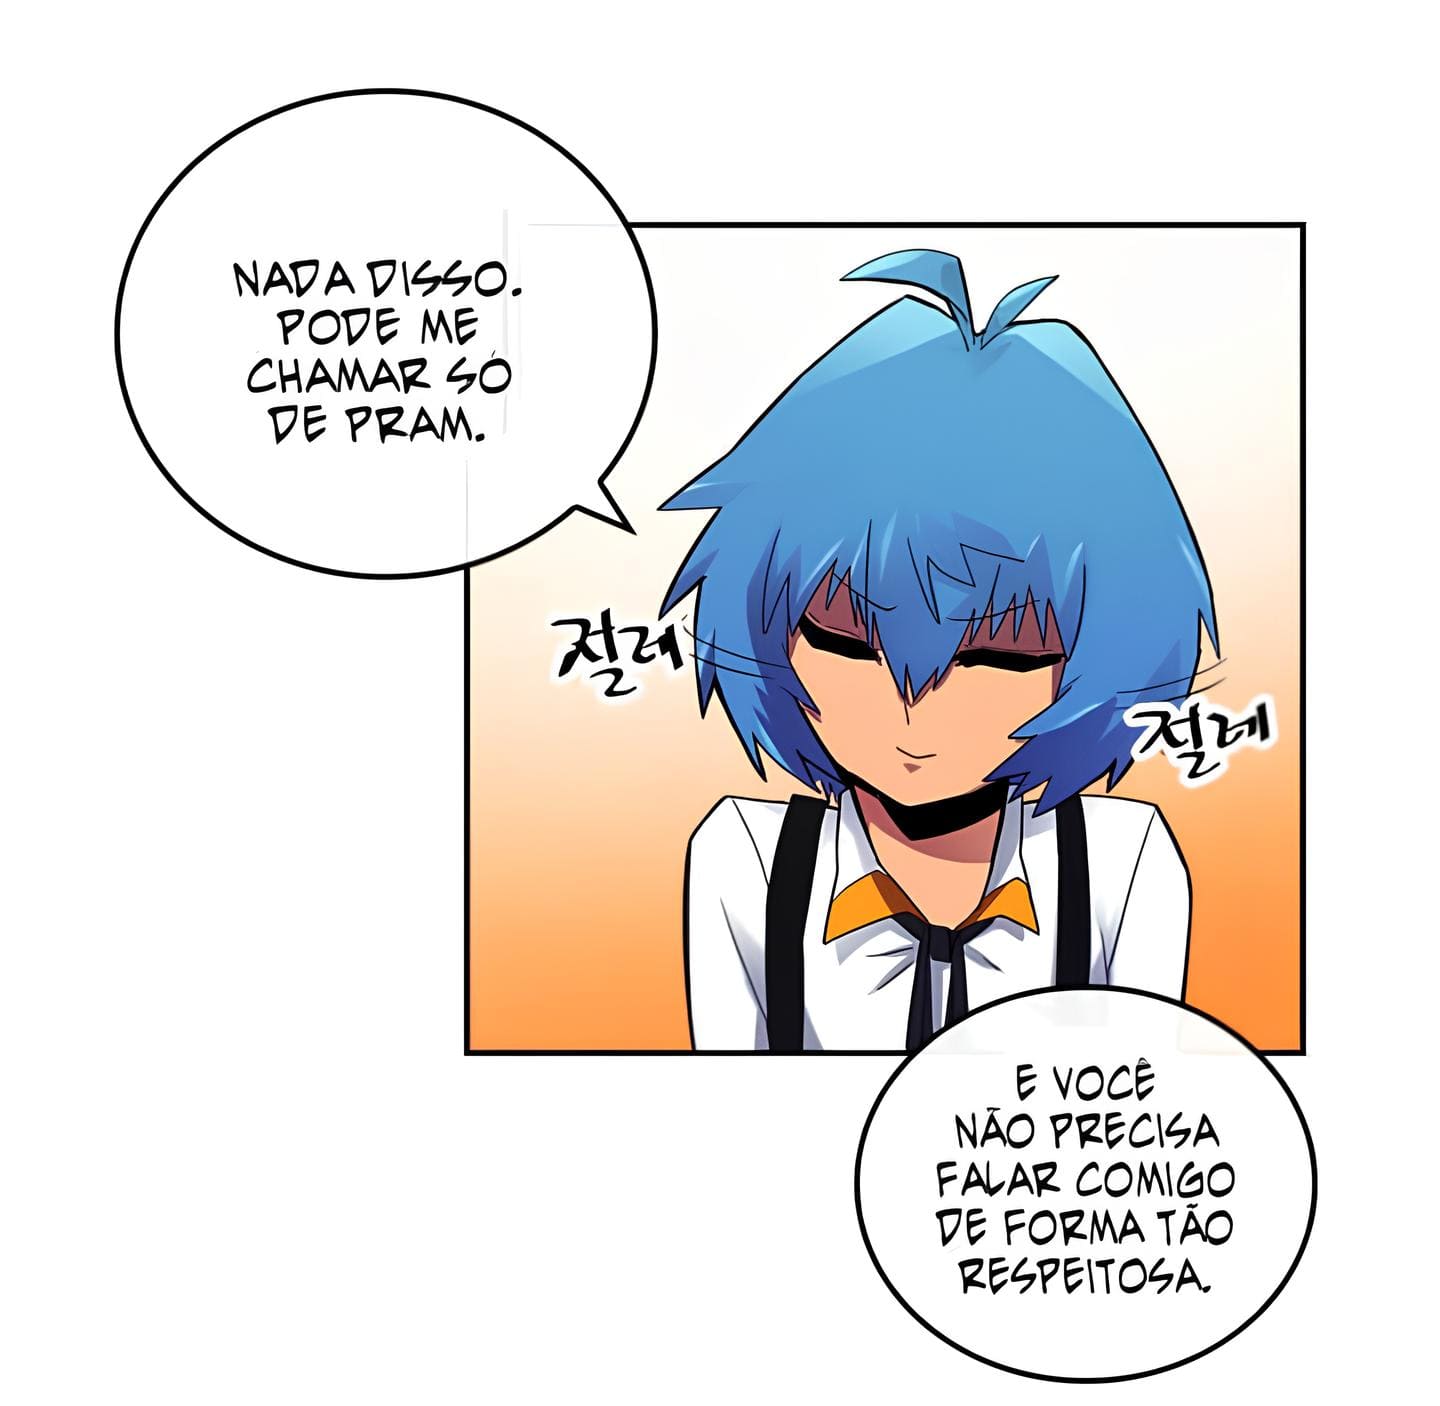 NADA DISSO.
PODE ME
CHAMAR SÓ
DE PRAM.
절레
절레
E VOCÊ
NÃO PRECISA
FALAR COMIGO
DE FORMA TÃO
RESPEITOSA.